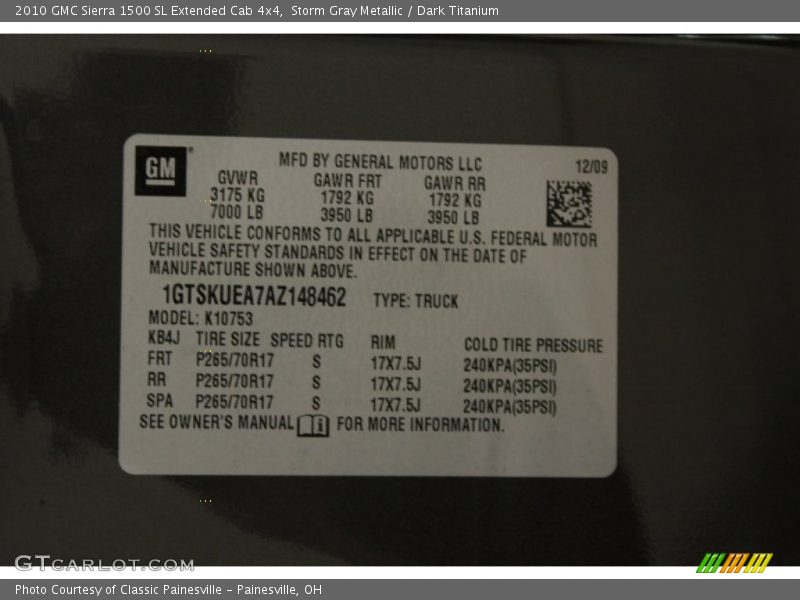 2010 GMC Sierra 1500 SL Extended Cab 4x4, Storm Gray Metallic / Dark Titanium
GM
MFD BY GENERAL MOTORS LLC 12/09
GVWR GAWR FRT GAWR RR
3175 KG 1792 KG 1792 KG
7000 LB 3950 LB 3950 LB
THIS VEHICLE CONFORMS TO ALL APPLICABLE U.S. FEDERAL MOTOR
VEHICLE SAFETY STANDARDS IN EFFECT ON THE DATE OF
MANUFACTURE SHOWN ABOVE.
1GTSKUEA7AZ148462 TYPE: TRUCK
MODEL: K10753
KB4J TIRE SIZE SPEED RTG RIM COLD TIRE PRESSURE
FRT P265/70R17 S 17X7.5J 240KPA(35PSI)
RR P265/70R17 S 17X7.5J 240KPA(35PSI)
SPA P265/70R17 S 17X7.5J 240KPA(35PSI)
SEE OWNER'S MANUAL i FOR MORE INFORMATION.
GTCARLOT.COM
Photo Courtesy of Classic Painesville - Painesville, OH